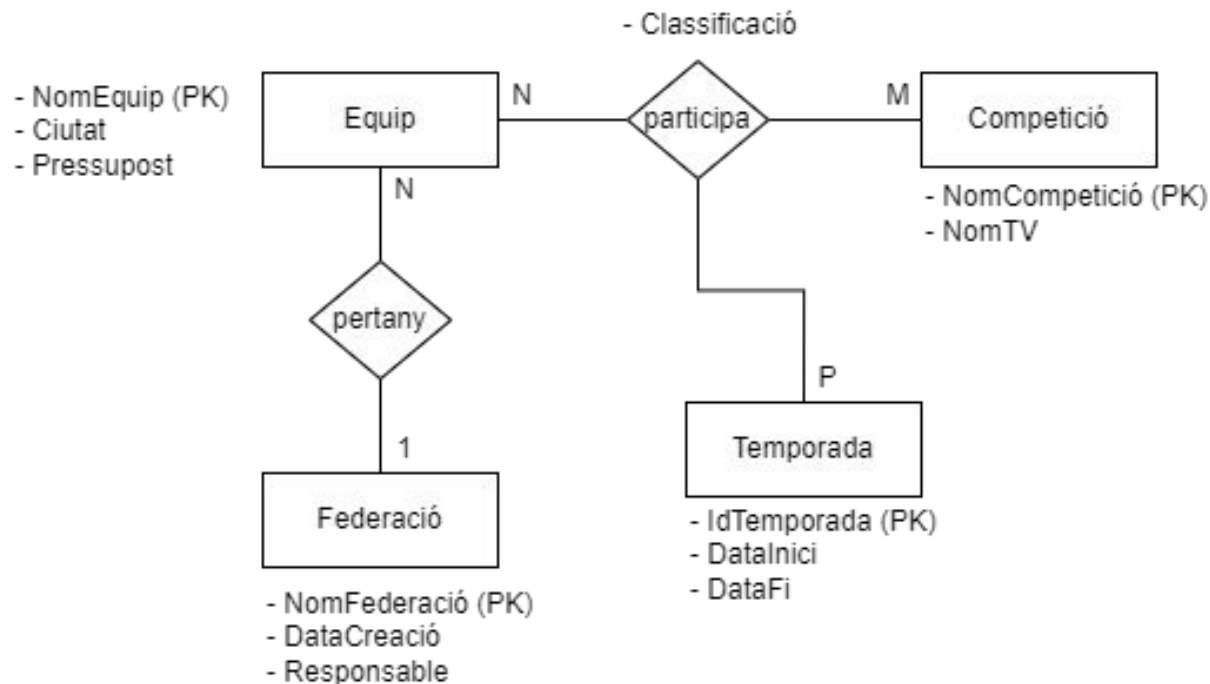 - Classificació
- NomEquip (PK)
- Ciutat
- Pressupost
Equip
N
participa
M
Competició
- NomCompetició (PK)
- NomTV
N
pertany
1
Federació
- NomFederació (PK)
- DataCreació
- Responsable
P
Temporada
- IdTemporada (PK)
- DataInici
- DataFi